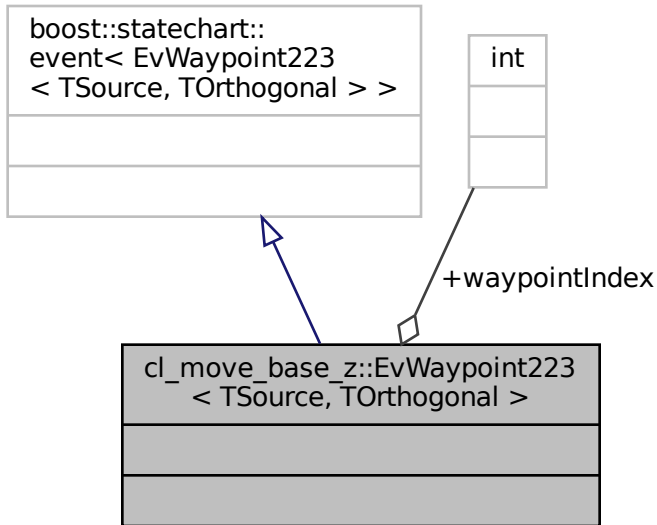 boost::statechart::
event< EvWaypoint223
< TSource, TOrthogonal > >
int
+waypointIndex
cl_move_base_z::EvWaypoint223
< TSource, TOrthogonal >